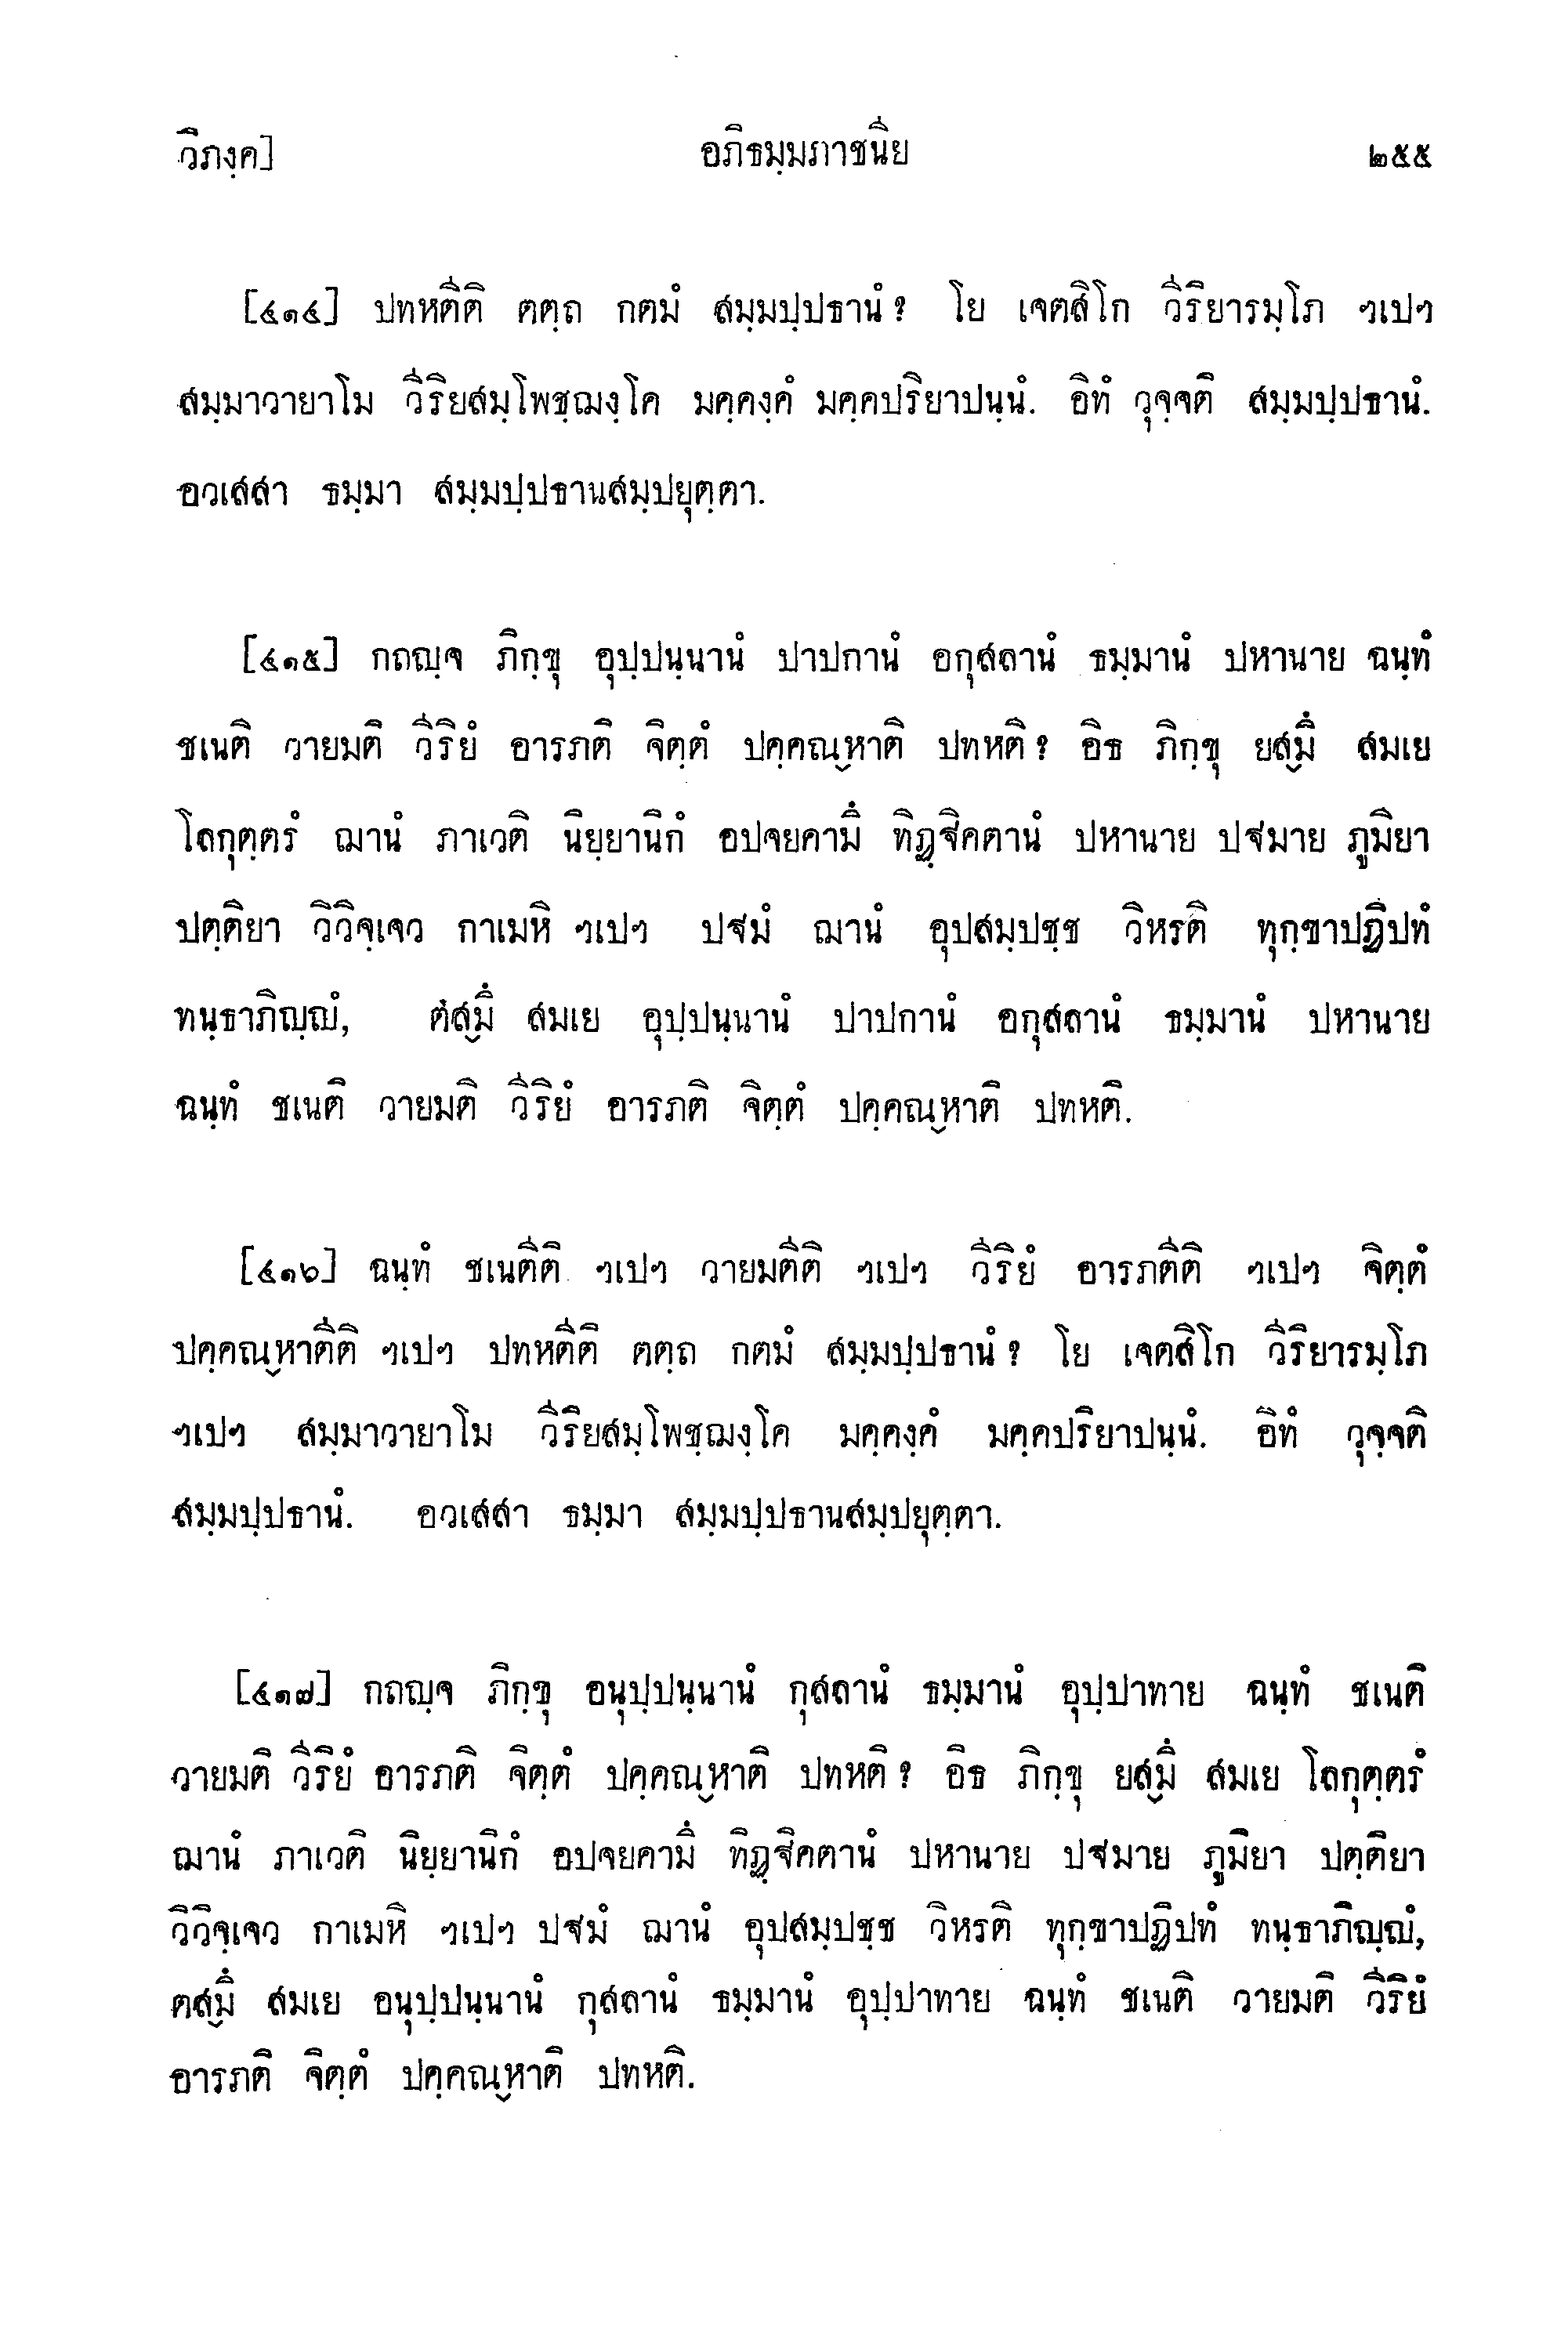 วิภงฺค]	อภิธมฺมภาชนีย	๒๕๕
[๔๑๔] ปทหตีติ ตตฺถ กตมํ สมฺมปฺปธานํ? โย เจตสิโก วีริยารมฺโภ ฯเปฯ
สมฺมาวายาโม วีริยสมฺโพชฺฌงฺโค มคฺคงฺคํ มคฺคปริยาปนฺนํ. อิทํ วุจฺจติ สมฺมปฺปธานํ.
อวเสสา ธมฺมา สมฺมปฺปธานสมฺปยุตฺตา.
[๔๑๕] กถญฺจ ภิกฺขุ อุปฺปนฺนานํ ปาปกานํ อกุสลานํ ธมฺมานํ ปหานาย ฉนฺทํ
ชเนติ วายมติ วีริยํ อารภติ จิตฺตํ ปคฺคณฺหาติ ปทหติ? อิธ ภิกฺขุ ยสฺมึ สมเย
โลกุตฺตรํ ฌานํ ภาเวติ นิยฺยานิกํ อปจยคามึ ทิฏฺฐิคตานํ ปหานาย ปฐมาย ภูมิยา
ปตฺติยา วิวิจฺเจว กาเมหิ ฯเปฯ ปฐมํ ฌานํ อุปสมฺปชฺช วิหรติ ทุกฺขาปฏิปทํ
ทนฺธาภิญฺญํ, ตํสฺมึ สมเย อุปฺปนฺนานํ ปาปกานํ อกุสลานํ ธมฺมานํ ปหานาย
ฉนฺทํ ชเนติ วายมติ วีริยํ อารภติ จิตฺตํ ปคฺคณฺหาติ ปทหติ.
[๔๑๖] ฉนฺทํ ชเนตีติ ฯเปฯ วายมตีติ ฯเปฯ วีริยํ อารภตีติ ฯเปฯ จิตฺตํ
ปคฺคณฺหาตีติ ฯเปฯ ปทหตีติ ตตฺถ กตมํ สมฺมปฺปธานํ? โย เจตสิโก วีริยารมฺโภ
ฯเปฯ สมฺมาวายาโม วีริยสมฺโพชฺฌงฺโค มคฺคงฺคํ มคฺคปริยาปนฺนํ. อิทํ วุจฺจติ
สมฺมปฺปธานํ. อวเสสา ธมฺมา สมฺมปฺปธานสมฺปยุตฺตา.
[๔๑๗] กถญฺจ ภิกฺขุ อนุปฺปนฺนานํ กุสลานํ ธมฺมานํ อุปฺปาทาย ฉนฺทํ ชเนติ
วายมติ วีริยํ อารภติ จิตฺตํ ปคฺคณฺหาติ ปทหติ? อิธ ภิกฺขุ ยสฺมึ สมเย โลกุตฺตรํ
ฌานํ ภาเวติ นิยฺยานิกํ อปจยคามึ ทิฏฺฐิคตานํ ปหานาย ปฐมาย ภูมิยา ปตฺติยา
วิวิจฺเจว กาเมหิ ฯเปฯ ปฐมํ ฌานํ อุปสมฺปชฺช วิหรติ ทุกฺขาปฏิปทํ ทนฺธาภิญฺญํ,
ตสฺมึ สมเย อนุปฺปนฺนานํ กุสลานํ ธมฺมานํ อุปฺปาทาย ฉนฺทํ ชเนติ วายมติ วีริยํ
อารภติ จิตฺตํ ปคฺคณฺหาติ ปทหติ.